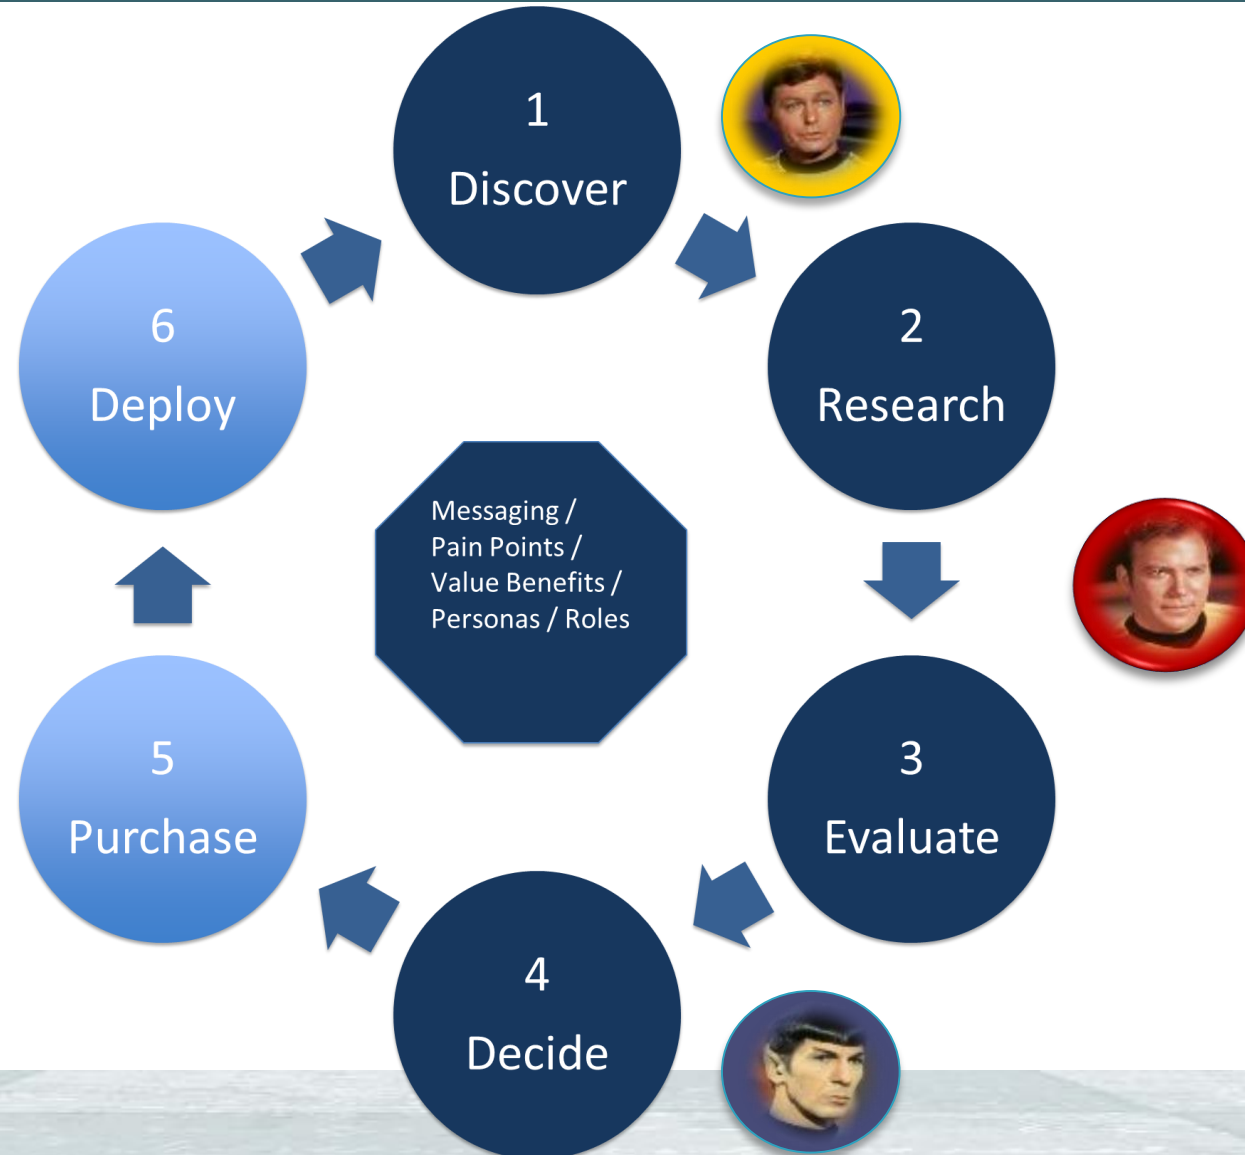 1
Discover
2
Research
3
Evaluate
4
Decide
5
Purchase
6
Deploy
Messaging /
Pain Points /
Value Benefits /
Personas / Roles